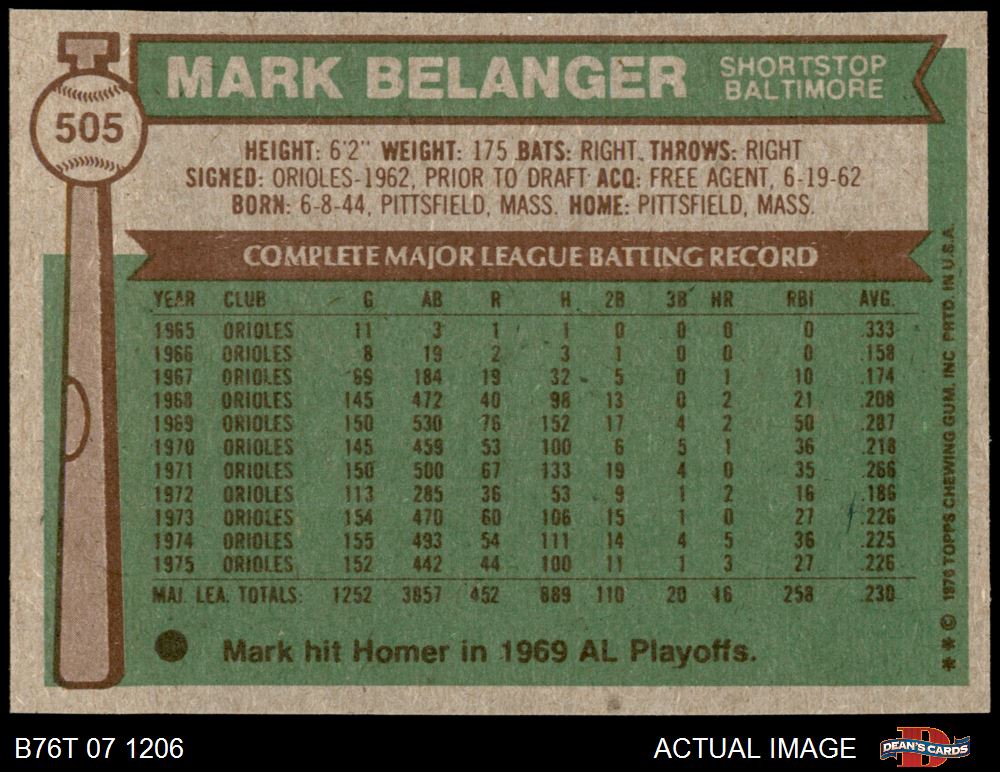 MARK BELANGER SHORTSTOP
BALTIMORE
505
HEIGHT: 6'2" WEIGHT: 175 BATS: RIGHT, THROWS: RIGHT
SIGNED: ORIOLES-1962, PRIOR TO DRAFT ACQ: FREE AGENT, 6-19-62
BORN: 6-8-44, PITTSFIELD, MASS. HOME: PITTSFIELD, MASS.
COMPLETE MAJOR LEAGUE BATTING RECORD
YEAR CLUB G AB R H 2B 3B HR RBI AVG.
1965 ORIOLES 11 3 1 1 0 0 0 0 .333
1966 ORIOLES 8 19 2 3 1 0 0 0 .158
1967 ORIOLES 69 184 19 32 5 0 1 10 .174
1968 ORIOLES 145 472 40 98 13 0 2 21 .208
1969 ORIOLES 150 530 76 152 17 4 2 50 .287
1970 ORIOLES 145 459 53 100 6 5 1 36 .218
1971 ORIOLES 150 500 67 133 19 4 0 35 .266
1972 ORIOLES 113 285 36 53 9 1 2 16 .186
1973 ORIOLES 154 470 60 106 15 1 0 27 .226
1974 ORIOLES 155 493 54 111 14 4 5 36 .225
1975 ORIOLES 152 442 44 100 11 1 3 27 .226
MAJ. LEA. TOTALS: 1252 3857 452 889 110 20 16 258 .230
Mark hit Homer in 1969 AL Playoffs.
** © 1976 TOPPS CHEWING GUM, INC PRTD. IN U.S.A.
B76T 07 1206
ACTUAL IMAGE
D
DEAN'S CARDS